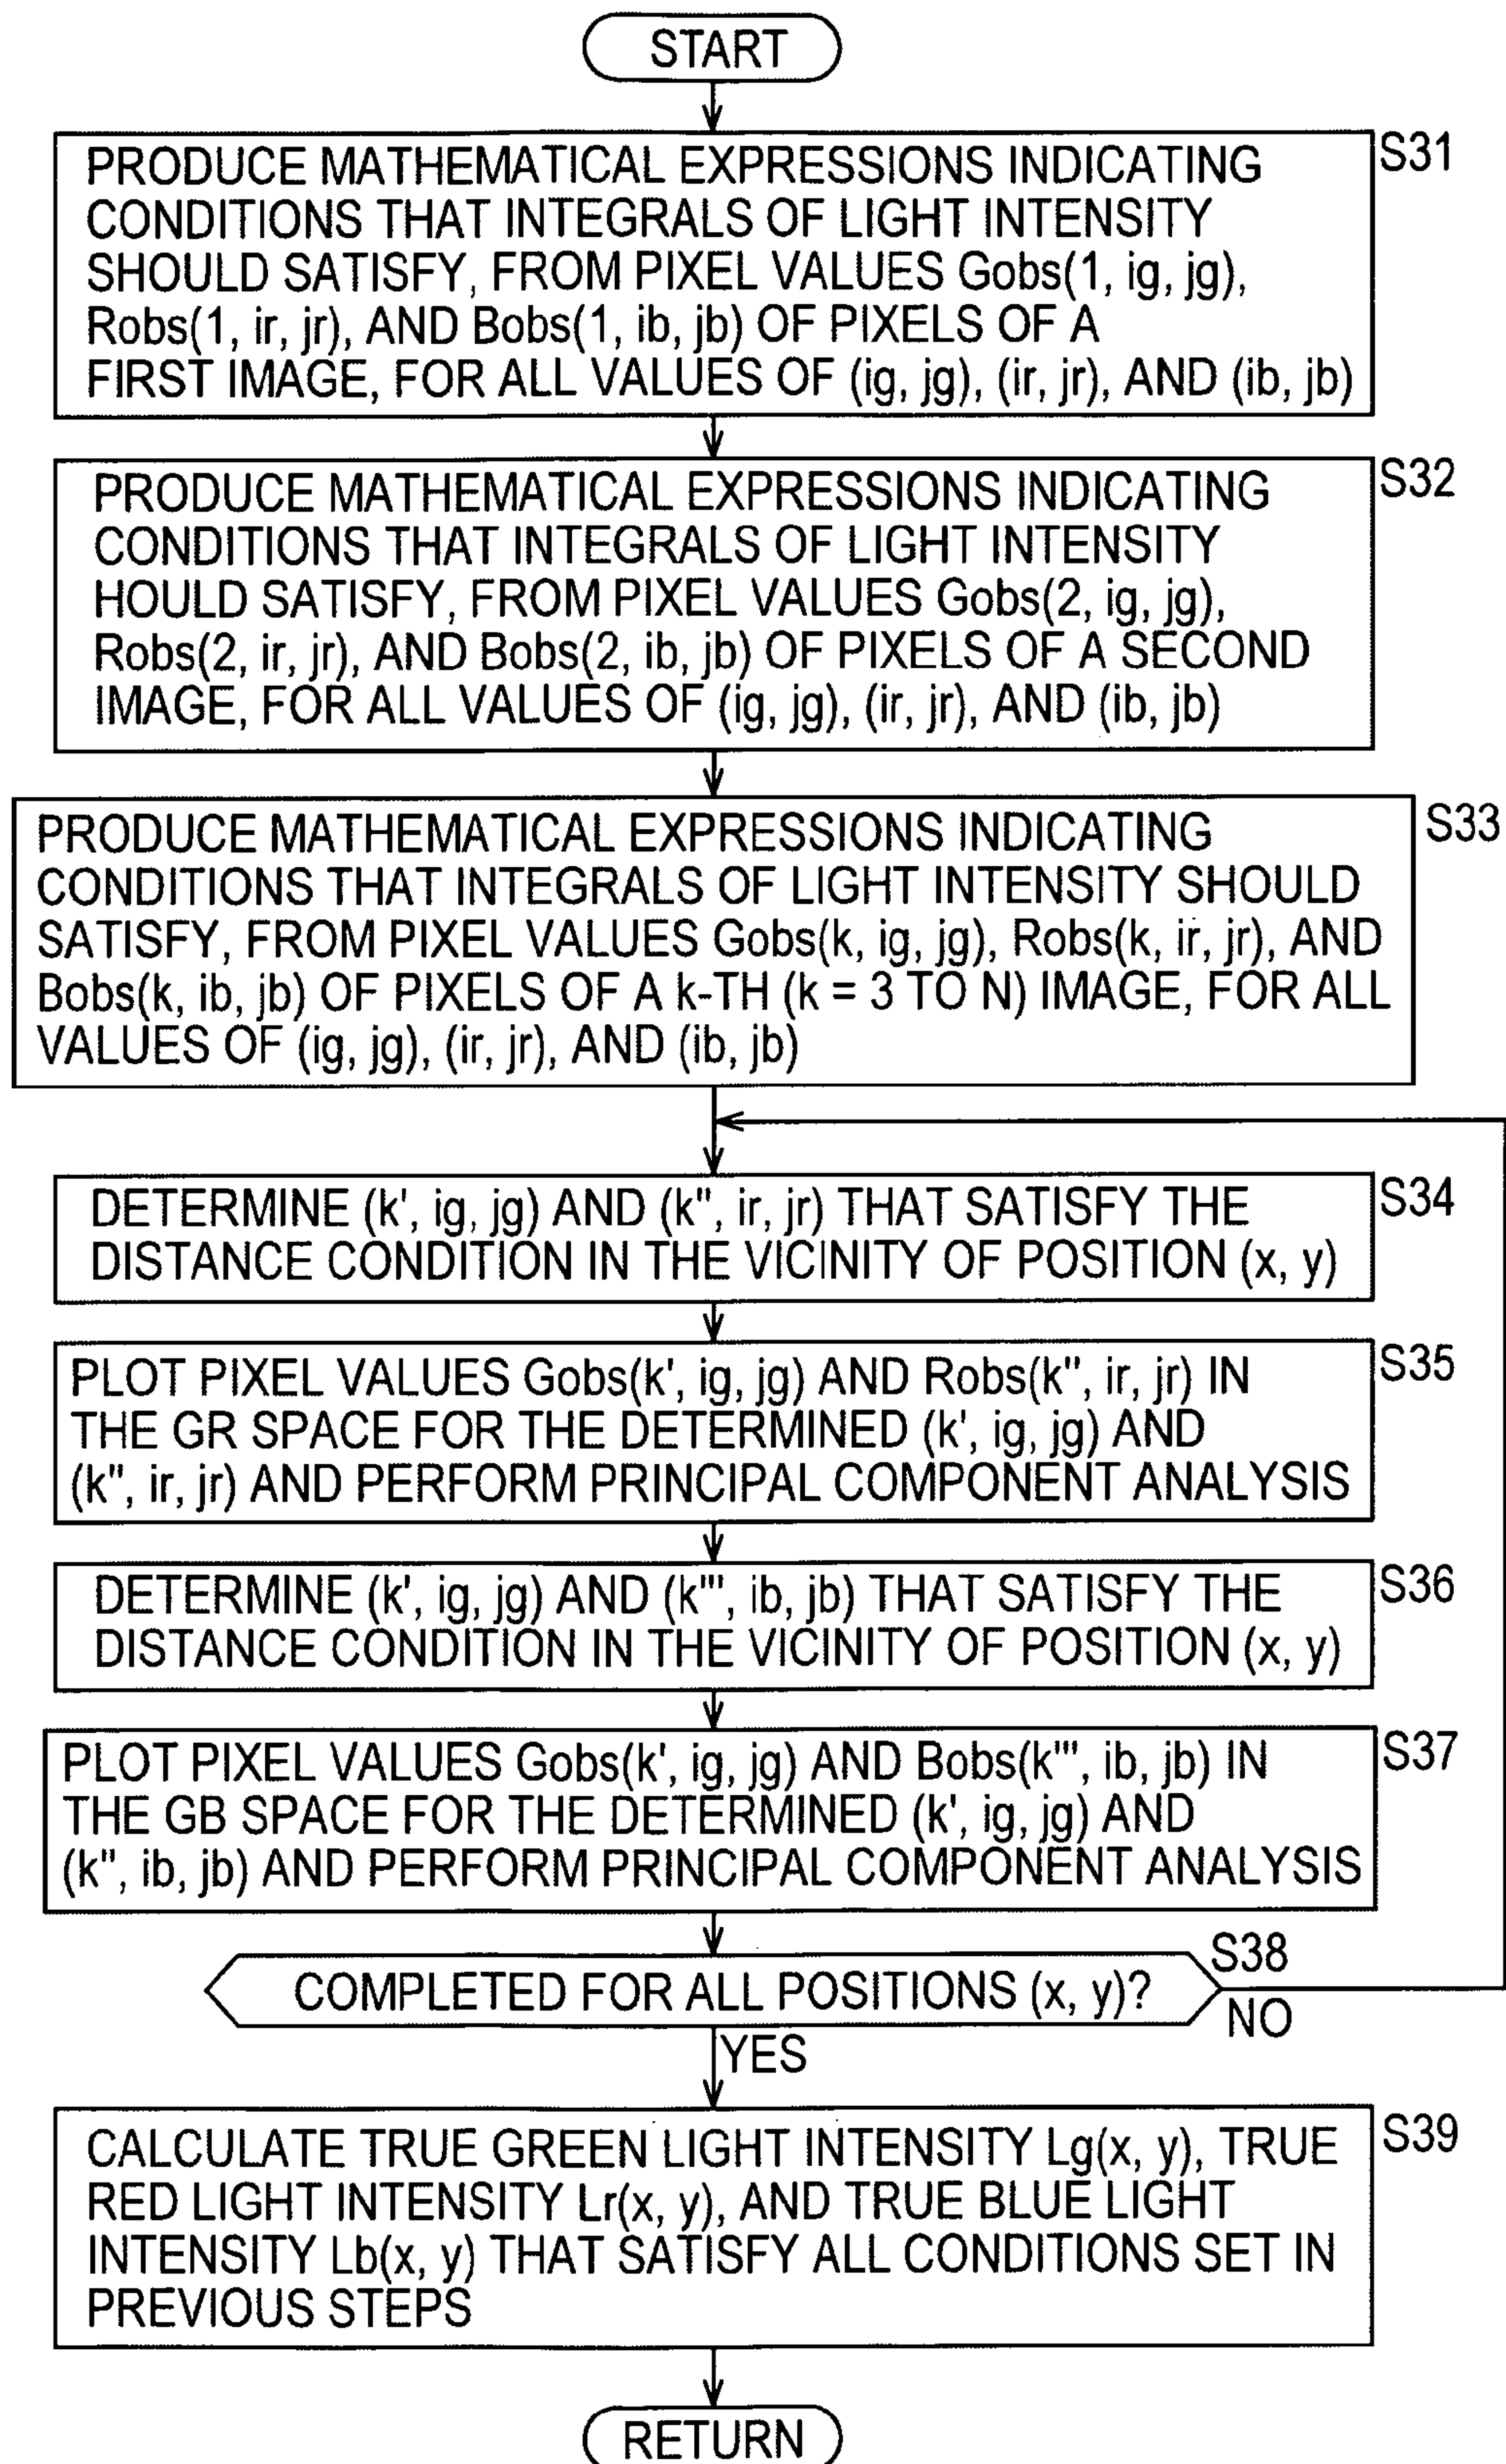 START
S31
PRODUCE MATHEMATICAL EXPRESSIONS INDICATING
CONDITIONS THAT INTEGRALS OF LIGHT INTENSITY
SHOULD SATISFY, FROM PIXEL VALUES Gobs(1, ig, jg),
Robs(1, ir, jr), AND Bobs(1, ib, jb) OF PIXELS OF A
FIRST IMAGE, FOR ALL VALUES OF (ig, jg), (ir, jr), AND (ib, jb)
S32
PRODUCE MATHEMATICAL EXPRESSIONS INDICATING
CONDITIONS THAT INTEGRALS OF LIGHT INTENSITY
HOULD SATISFY, FROM PIXEL VALUES Gobs(2, ig, jg),
Robs(2, ir, jr), AND Bobs(2, ib, jb) OF PIXELS OF A SECOND
IMAGE, FOR ALL VALUES OF (ig, jg), (ir, jr), AND (ib, jb)
S33
PRODUCE MATHEMATICAL EXPRESSIONS INDICATING
CONDITIONS THAT INTEGRALS OF LIGHT INTENSITY SHOULD
SATISFY, FROM PIXEL VALUES Gobs(k, ig, jg), Robs(k, ir, jr), AND
Bobs(k, ib, jb) OF PIXELS OF A k-TH (k = 3 TO N) IMAGE, FOR ALL
VALUES OF (ig, jg), (ir, jr), AND (ib, jb)
S34
DETERMINE (k', ig, jg) AND (k'', ir, jr) THAT SATISFY THE
DISTANCE CONDITION IN THE VICINITY OF POSITION (x, y)
S35
PLOT PIXEL VALUES Gobs(k', ig, jg) AND Robs(k'', ir, jr) IN
THE GR SPACE FOR THE DETERMINED (k', ig, jg) AND
(k'', ir, jr) AND PERFORM PRINCIPAL COMPONENT ANALYSIS
S36
DETERMINE (k', ig, jg) AND (k''', ib, jb) THAT SATISFY THE
DISTANCE CONDITION IN THE VICINITY OF POSITION (x, y)
S37
PLOT PIXEL VALUES Gobs(k', ig, jg) AND Bobs(k''', ib, jb) IN
THE GB SPACE FOR THE DETERMINED (k', ig, jg) AND
(k'', ib, jb) AND PERFORM PRINCIPAL COMPONENT ANALYSIS
S38
COMPLETED FOR ALL POSITIONS (x, y)?
NO
YES
S39
CALCULATE TRUE GREEN LIGHT INTENSITY Lg(x, y), TRUE
RED LIGHT INTENSITY Lr(x, y), AND TRUE BLUE LIGHT
INTENSITY Lb(x, y) THAT SATISFY ALL CONDITIONS SET IN
PREVIOUS STEPS
RETURN